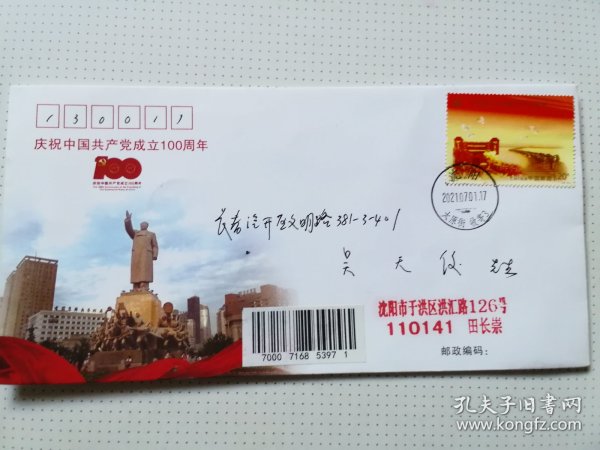 130011
庆祝中国共产党成立100周年
100
2021.07.01.17
长春汽开区文明路381-3-401
吴天
先生
沈阳市于洪区洪汇路126号
110141 田长崇
7000 7168 5397 1
邮政编码:
孔夫子旧书网
www.kongfz.com